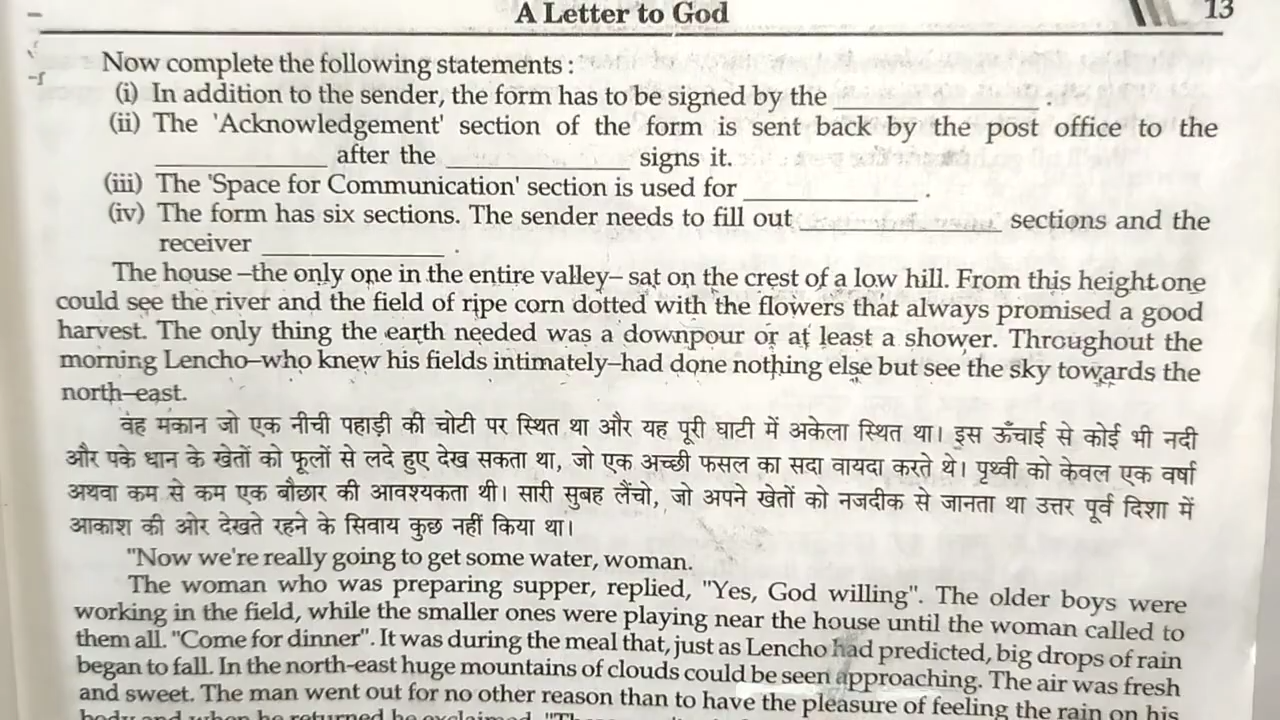 A Letter to God
13
Now complete the following statements :
(i) In addition to the sender, the form has to be signed by the ____________ .
(ii) The 'Acknowledgement' section of the form is sent back by the post office to the
____________ after the ____________ signs it.
(iii) The 'Space for Communication' section is used for ____________ .
(iv) The form has six sections. The sender needs to fill out ____________ sections and the
receiver ____________ .
The house –the only one in the entire valley– sat on the crest of a low hill. From this height one
could see the river and the field of ripe corn dotted with the flowers that always promised a good
harvest. The only thing the earth needed was a downpour or at least a shower. Throughout the
morning Lencho–who knew his fields intimately–had done nothing else but see the sky towards the
north–east.
वह मकान जो एक नीची पहाड़ी की चोटी पर स्थित था और यह पूरी घाटी में अकेला स्थित था। इस ऊँचाई से कोई भी नदी
और पके धान के खेतों को फूलों से लदे हुए देख सकता था, जो एक अच्छी फसल का सदा वायदा करते थे। पृथ्वी को केवल एक वर्षा
अथवा कम से कम एक बौछार की आवश्यकता थी। सारी सुबह लैंचो, जो अपने खेतों को नजदीक से जानता था उत्तर पूर्व दिशा में
आकाश की ओर देखते रहने के सिवाय कुछ नहीं किया था।
"Now we're really going to get some water, woman.
The woman who was preparing supper, replied, "Yes, God willing". The older boys were
working in the field, while the smaller ones were playing near the house until the woman called to
them all. "Come for dinner". It was during the meal that, just as Lencho had predicted, big drops of rain
began to fall. In the north-east huge mountains of clouds could be seen approaching. The air was fresh
and sweet. The man went out for no other reason than to have the pleasure of feeling the rain on his
body and when he returned he exclaimed, "